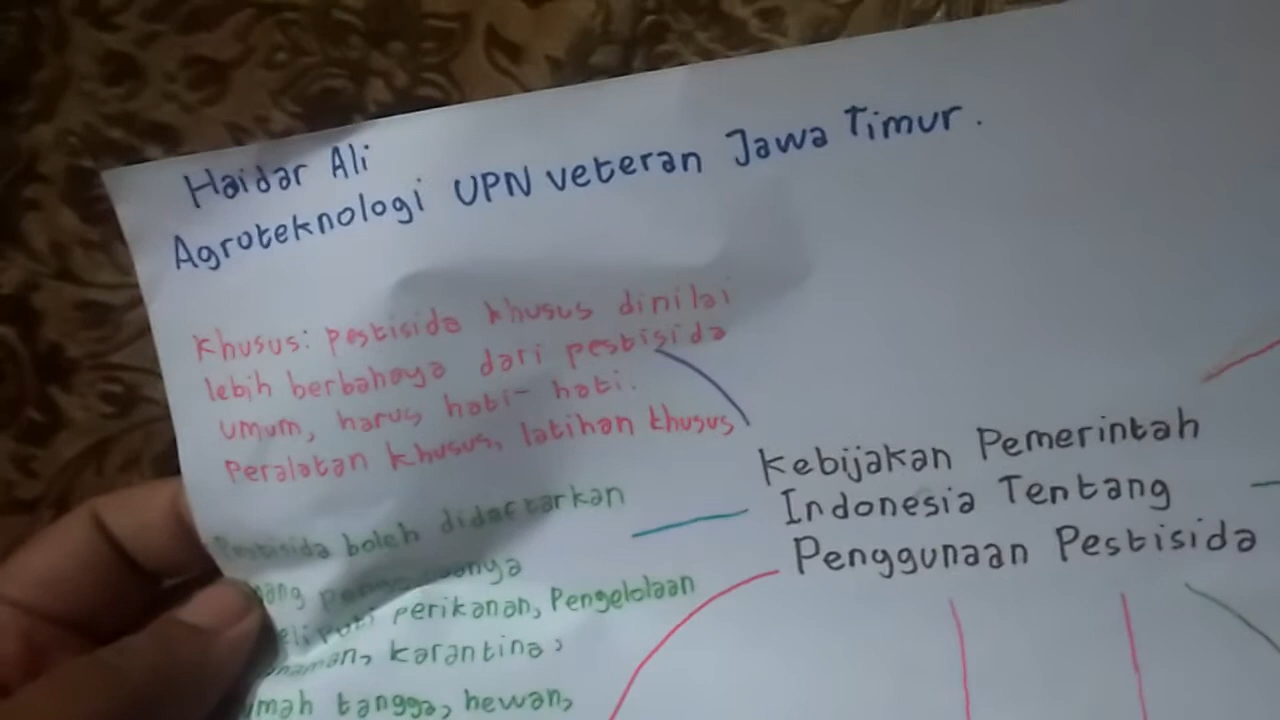 Haidar Ali
Agroteknologi UPN veteran Jawa Timur.
Khusus: pestisida khusus dinilai
lebih berbahaya dari pestisida
umum, harus hati-hati.
Peralatan khusus, latihan khusus
Kebijakan Pemerintah
Indonesia Tentang
Penggunaan Pestisida
Pestisida boleh didaftarkan
perikanan, Pengelolaan
karantina,
tangga, hewan,